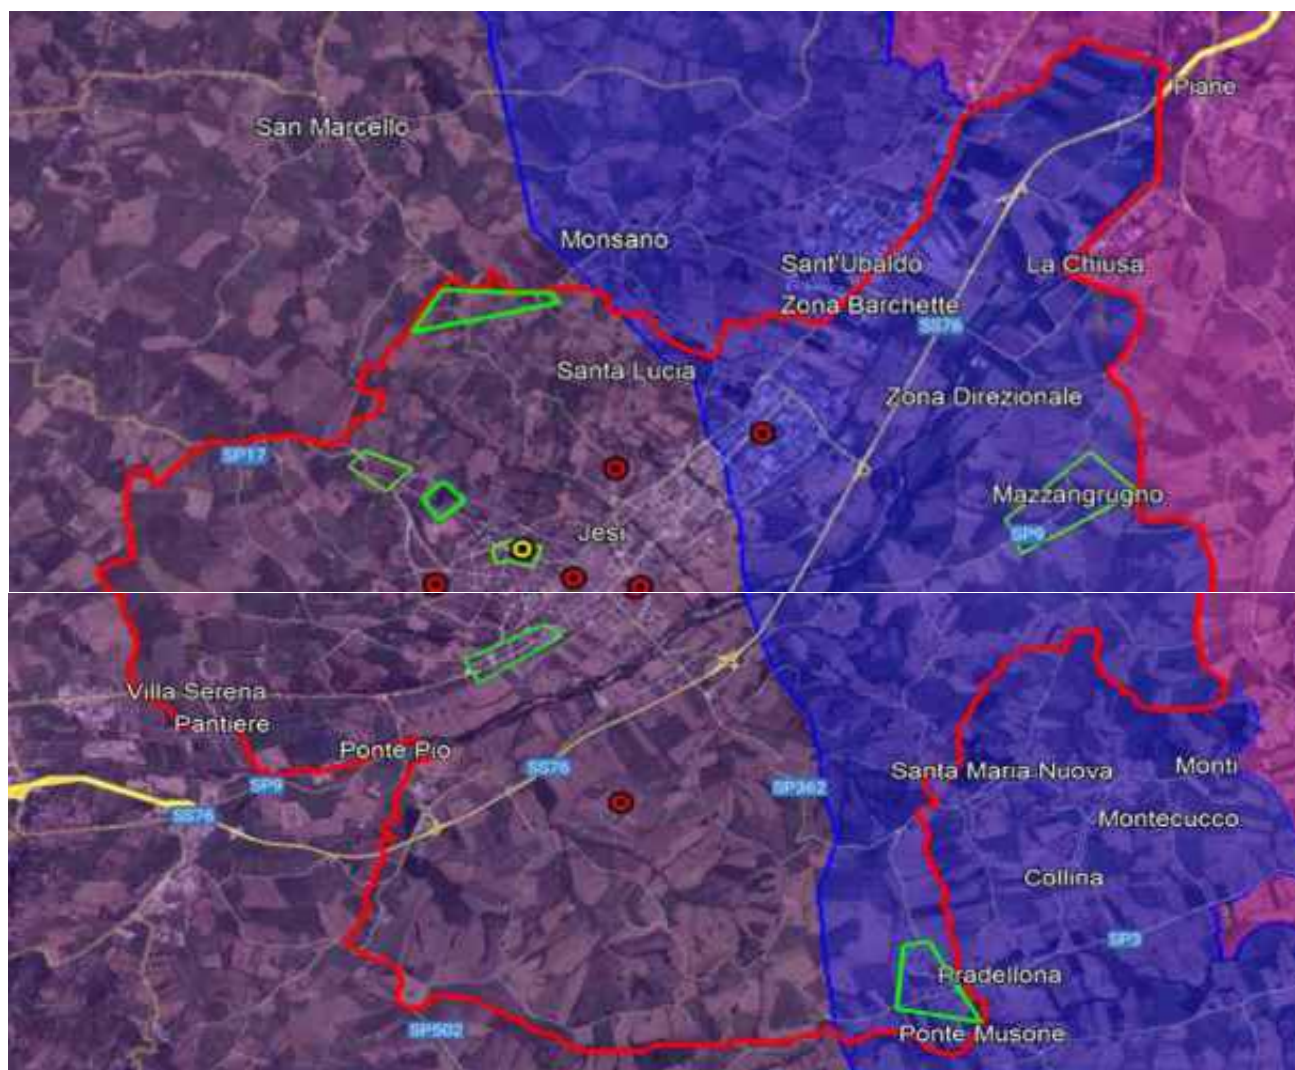 Piane
San Marcello
Monsano
Sant'Ubaldo
La Chiusa
Zona Barchette
SS76
Santa Lucia
Zona Direzionale
SP17
Mazzangrugno
Jesi
SP9
Villa Serena
Pantiere
Ponte Pio
SS76
Santa Maria Nuova
Monti
SP9
SP362
SS76
Montecucco
Collina
SP3
Pradellona
SP502
Ponte Musone